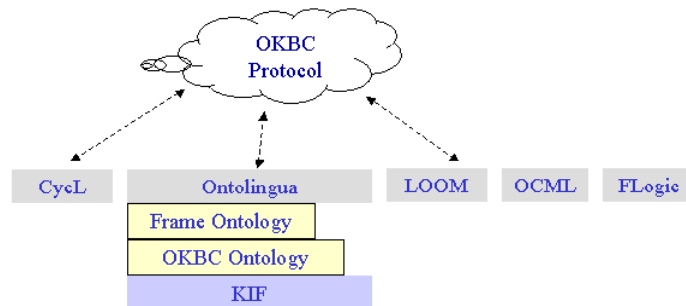 OKBC
Protocol
CycL
Ontolingua
LOOM
OCML
FLogic
Frame Ontology
OKBC Ontology
KIF